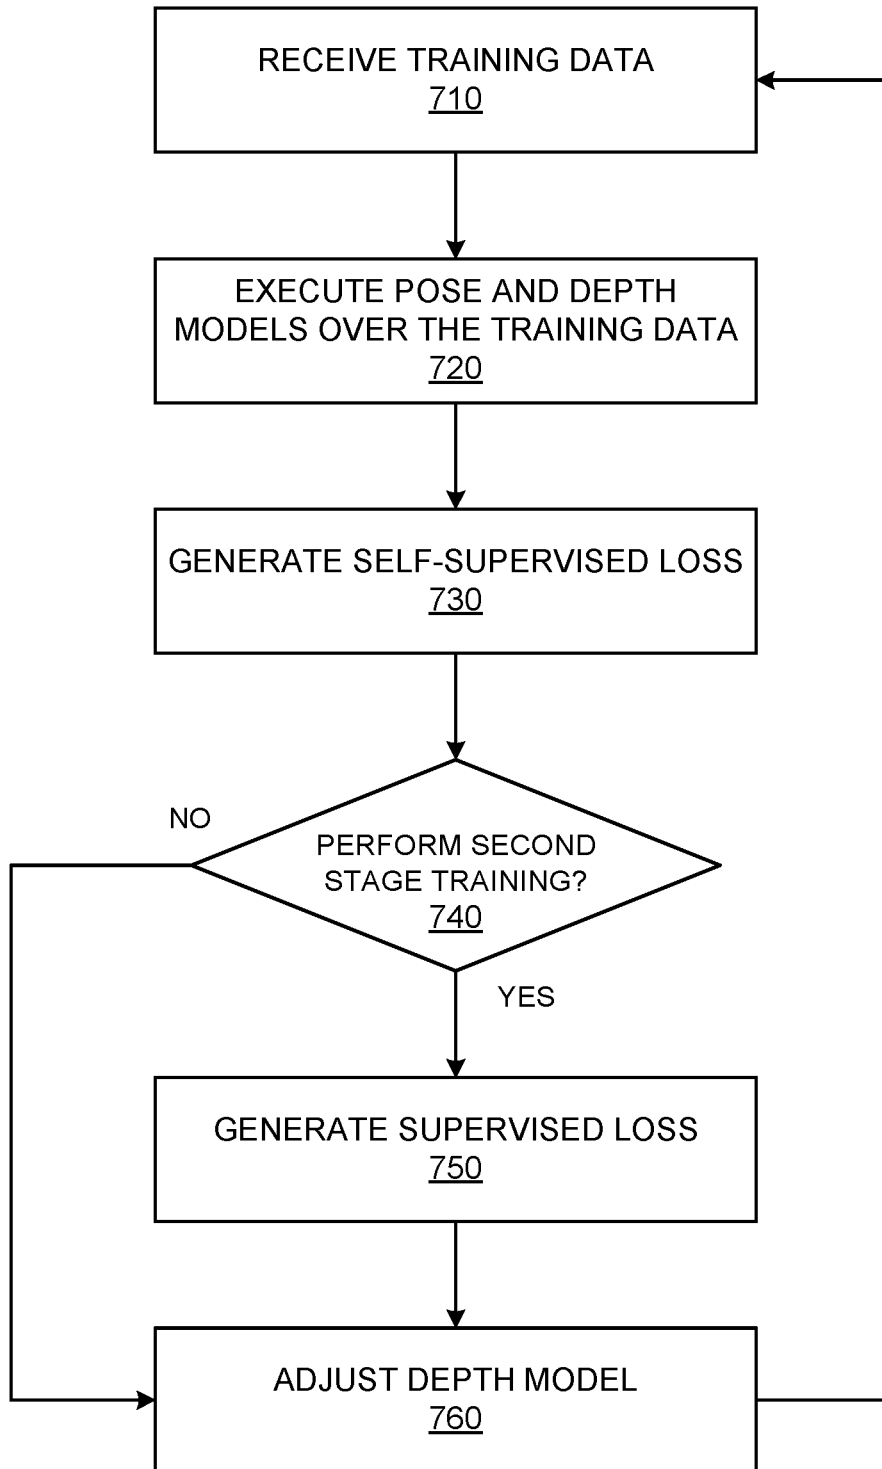 RECEIVE TRAINING DATA
710
EXECUTE POSE AND DEPTH
MODELS OVER THE TRAINING DATA
720
GENERATE SELF-SUPERVISED LOSS
730
NO
PERFORM SECOND
STAGE TRAINING?
740
YES
GENERATE SUPERVISED LOSS
750
ADJUST DEPTH MODEL
760